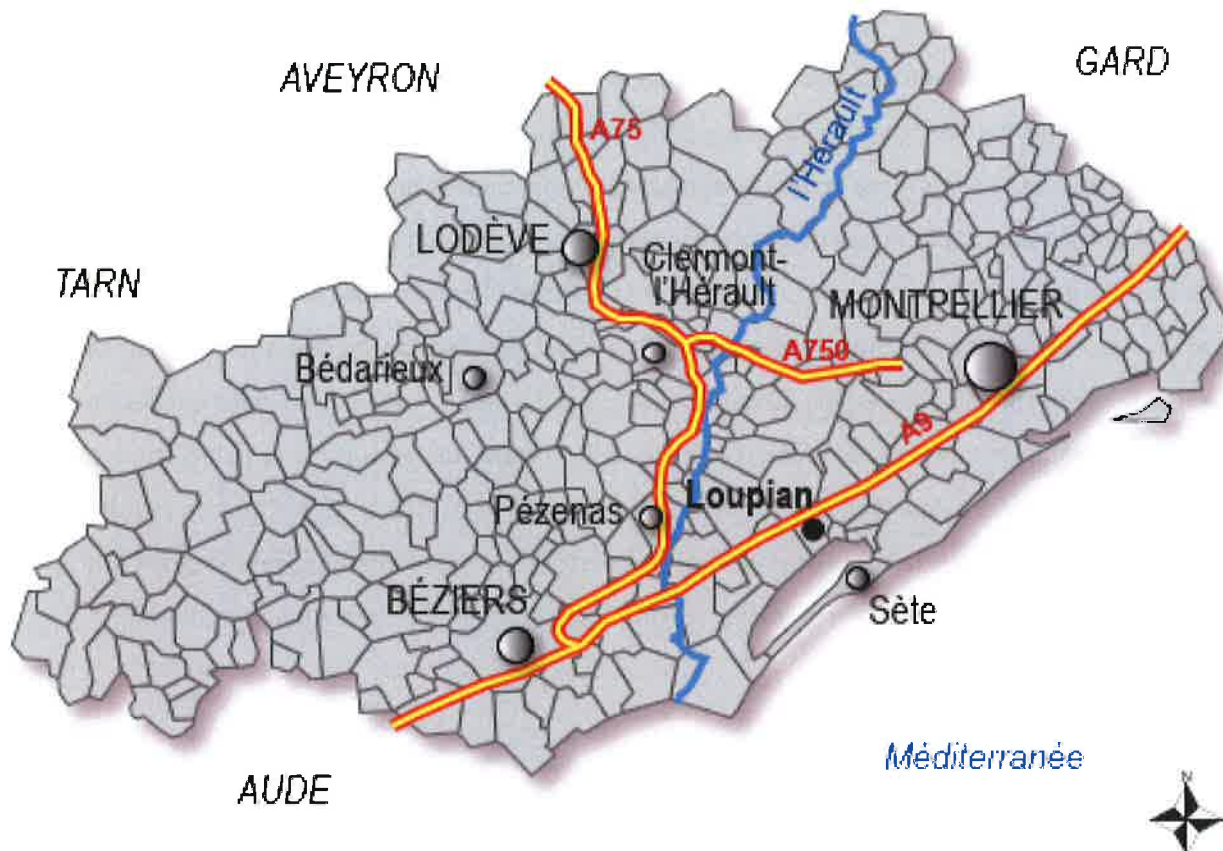 AVEYRON
GARD
A75
l'Hérault
LODÈVE
Clermont-
l'Hérault
TARN
MONTPELLIER
Bédarieux
A750
A9
Loupian
Pézenas
BÉZIERS
Sète
Méditerranée
AUDE
N